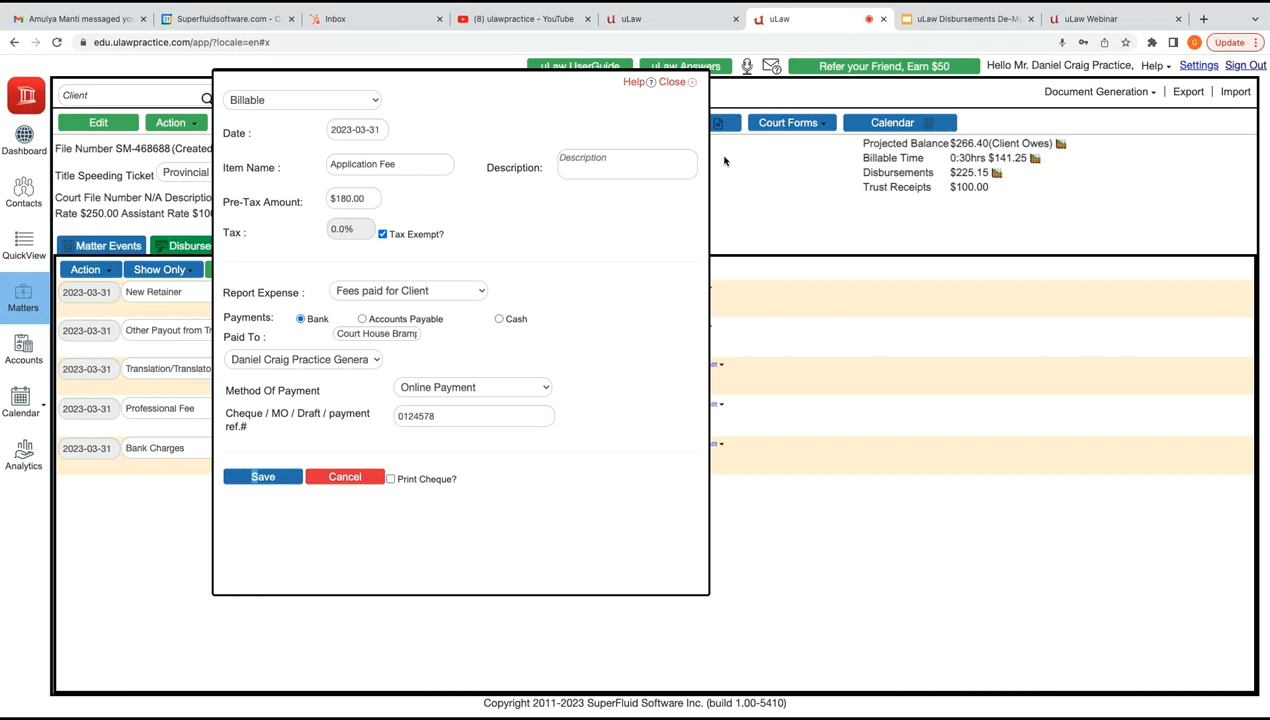 Amulya Manti messaged you
Superfluidsoftware.com - C
Inbox
(8) ulawpractice - YouTube
uLaw
uLaw
uLaw Disbursements De-My
uLaw Webinar
edu.ulawpractice.com/app/?locale=en#x
G
Update
uLaw UserGuide
uLaw Answers
Refer your Friend, Earn $50
Hello Mr. Daniel Craig Practice,
Help
Settings
Sign Out
Client
Help Close
Document Generation
Export
Import
Billable
Edit
Action
Court Forms
Calendar
Date :
2023-03-31
File Number SM-468688 (Created
Projected Balance $266.40(Client Owes)
Billable Time 0:30hrs $141.25
Disbursements $225.15
Trust Receipts $100.00
Dashboard
Item Name :
Application Fee
Description:
Description
Title Speeding Ticket
Provincial
Court File Number N/A Descriptio
Pre-Tax Amount:
$180.00
Rate $250.00 Assistant Rate $10
Contacts
Tax :
0.0%
Tax Exempt?
Matter Events
Disburse
QuickView
Action
Show Only
Report Expense :
Fees paid for Client
2023-03-31
New Retainer
Matters
Payments:
Bank
Accounts Payable
Cash
2023-03-31
Other Payout from Tr
Paid To :
Court House Bramp
Accounts
Daniel Craig Practice Genera
2023-03-31
Translation/Translato
Method Of Payment
Online Payment
2023-03-31
Professional Fee
Calendar
Cheque / MO / Draft / payment
ref.#
0124578
2023-03-31
Bank Charges
Analytics
Save
Cancel
Print Cheque?
Copyright 2011-2023 SuperFluid Software Inc. (build 1.00-5410)